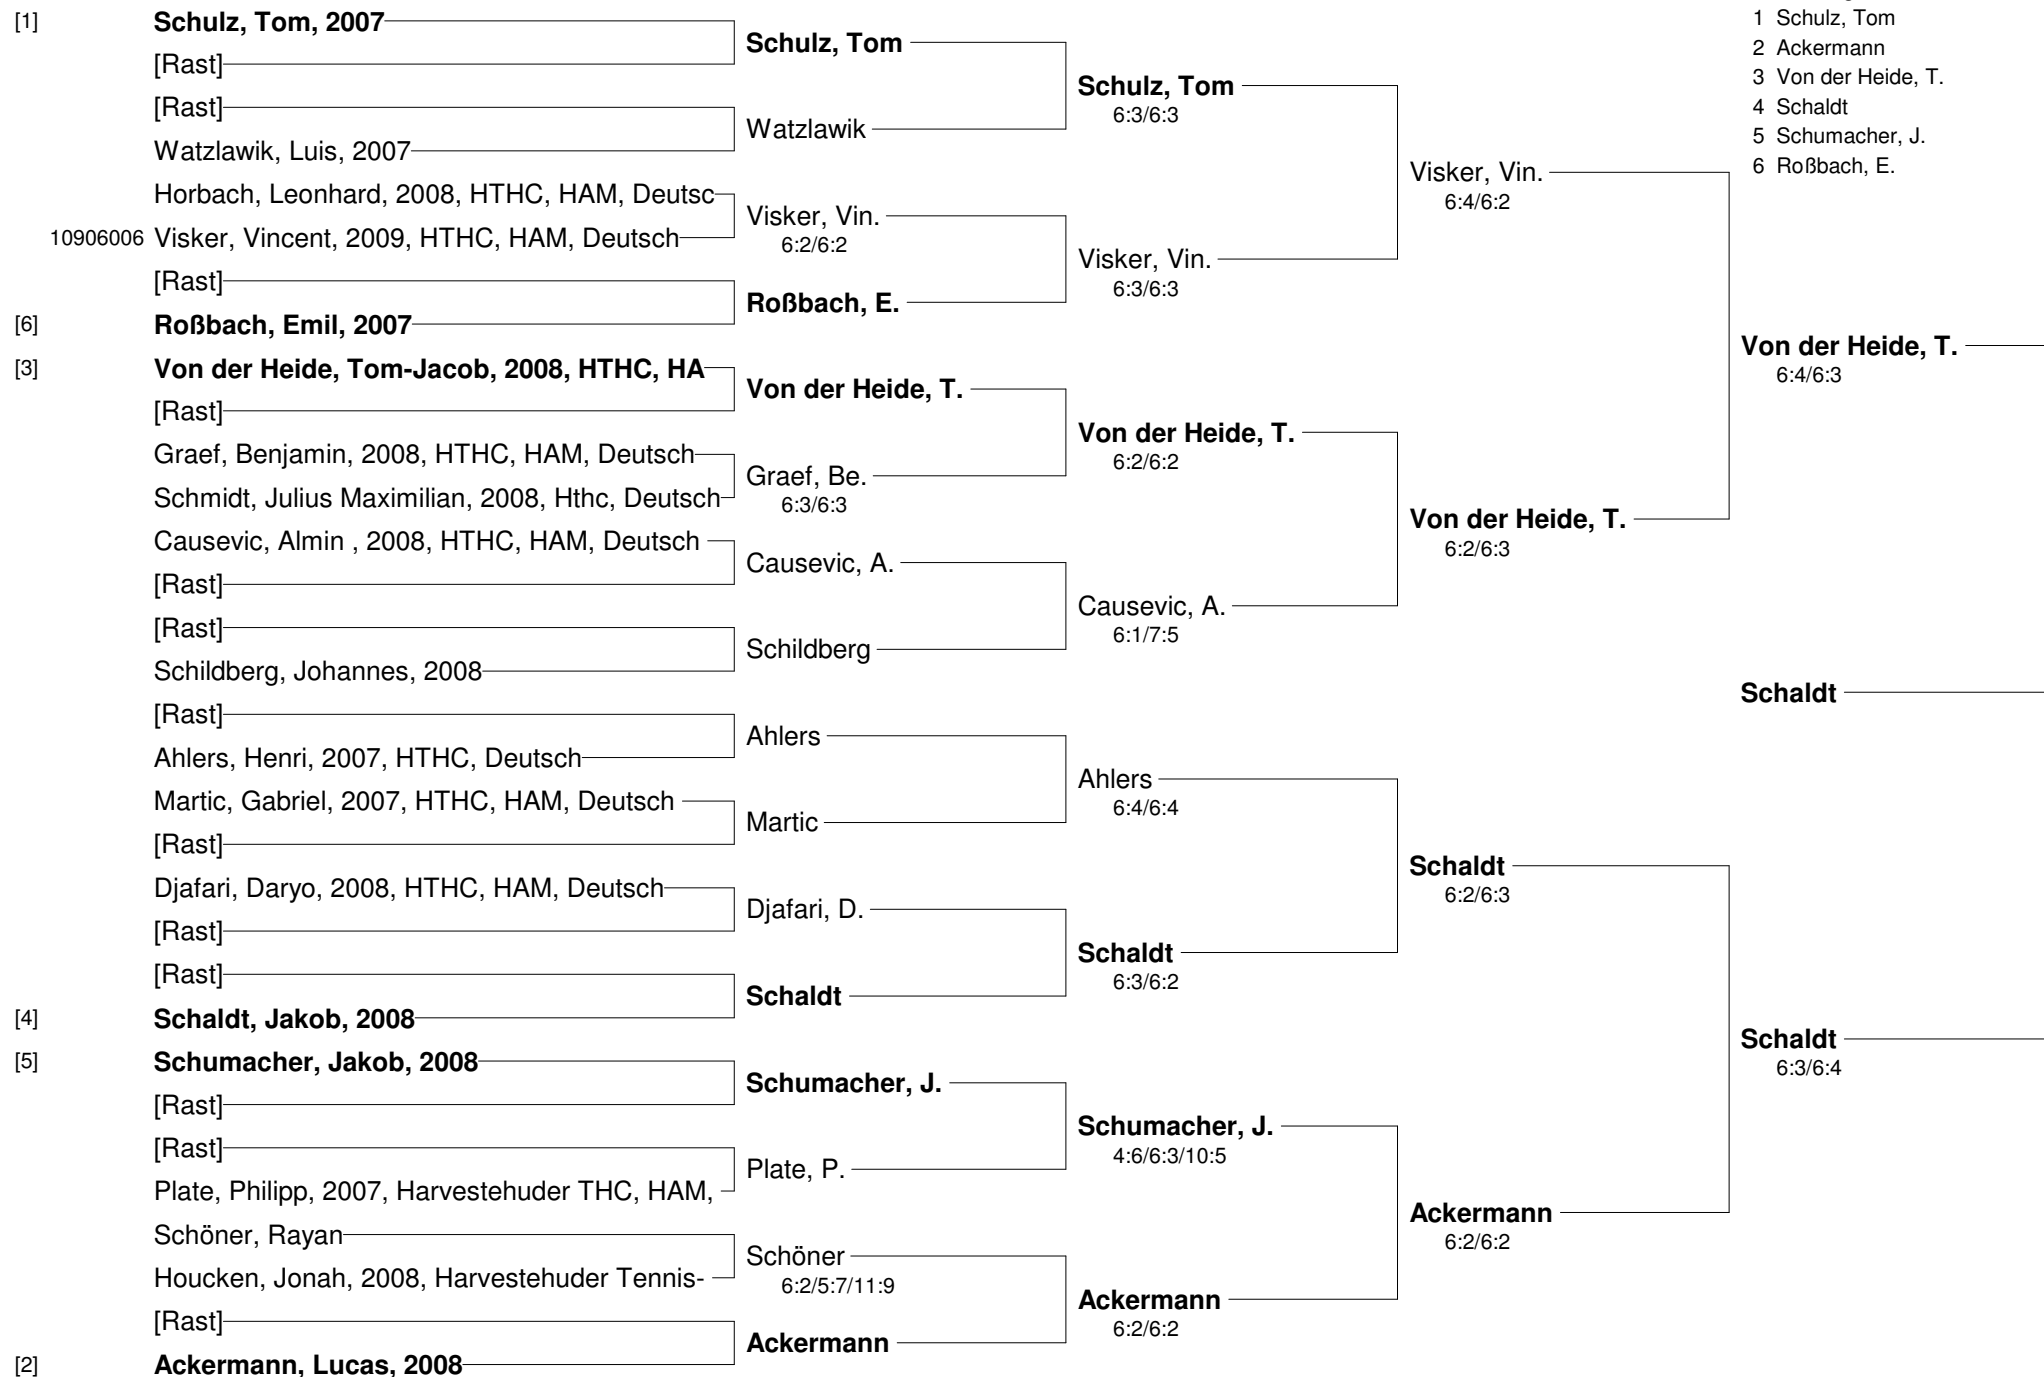 [1] Schulz, Tom, 2007
[Rast]
[Rast]
Watzlawik, Luis, 2007
Horbach, Leonhard, 2008, HTHC, HAM, Deutsc
10906006 Visker, Vincent, 2009, HTHC, HAM, Deutsch
[Rast]
[6] Roßbach, Emil, 2007
[3] Von der Heide, Tom-Jacob, 2008, HTHC, HA
[Rast]
Graef, Benjamin, 2008, HTHC, HAM, Deutsch
Schmidt, Julius Maximilian, 2008, Hthc, Deutsch
Causevic, Almin , 2008, HTHC, HAM, Deutsch
[Rast]
[Rast]
Schildberg, Johannes, 2008
[Rast]
Ahlers, Henri, 2007, HTHC, Deutsch
Martic, Gabriel, 2007, HTHC, HAM, Deutsch
[Rast]
Djafari, Daryo, 2008, HTHC, HAM, Deutsch
[Rast]
[Rast]
[4] Schaldt, Jakob, 2008
[5] Schumacher, Jakob, 2008
[Rast]
[Rast]
Plate, Philipp, 2007, Harvestehuder THC, HAM,
Schöner, Rayan
Houcken, Jonah, 2008, Harvestehuder Tennis-
[Rast]
[2] Ackermann, Lucas, 2008
Schulz, Tom
Watzlawik
Visker, Vin.
6:2/6:2
Roßbach, E.
Von der Heide, T.
Graef, Be.
6:3/6:3
Causevic, A.
Schildberg
Ahlers
Martic
Djafari, D.
Schaldt
Schumacher, J.
Plate, P.
Schöner
6:2/5:7/11:9
Ackermann
Schulz, Tom
6:3/6:3
Visker, Vin.
6:3/6:3
Von der Heide, T.
6:2/6:2
Causevic, A.
6:1/7:5
Ahlers
6:4/6:4
Schaldt
6:3/6:2
Schumacher, J.
4:6/6:3/10:5
Ackermann
6:2/6:2
Visker, Vin.
6:4/6:2
Von der Heide, T.
6:2/6:3
Schaldt
6:2/6:3
Ackermann
6:2/6:2
1 Schulz, Tom
2 Ackermann
3 Von der Heide, T.
4 Schaldt
5 Schumacher, J.
6 Roßbach, E.
Von der Heide, T.
6:4/6:3
Schaldt
Schaldt
6:3/6:4